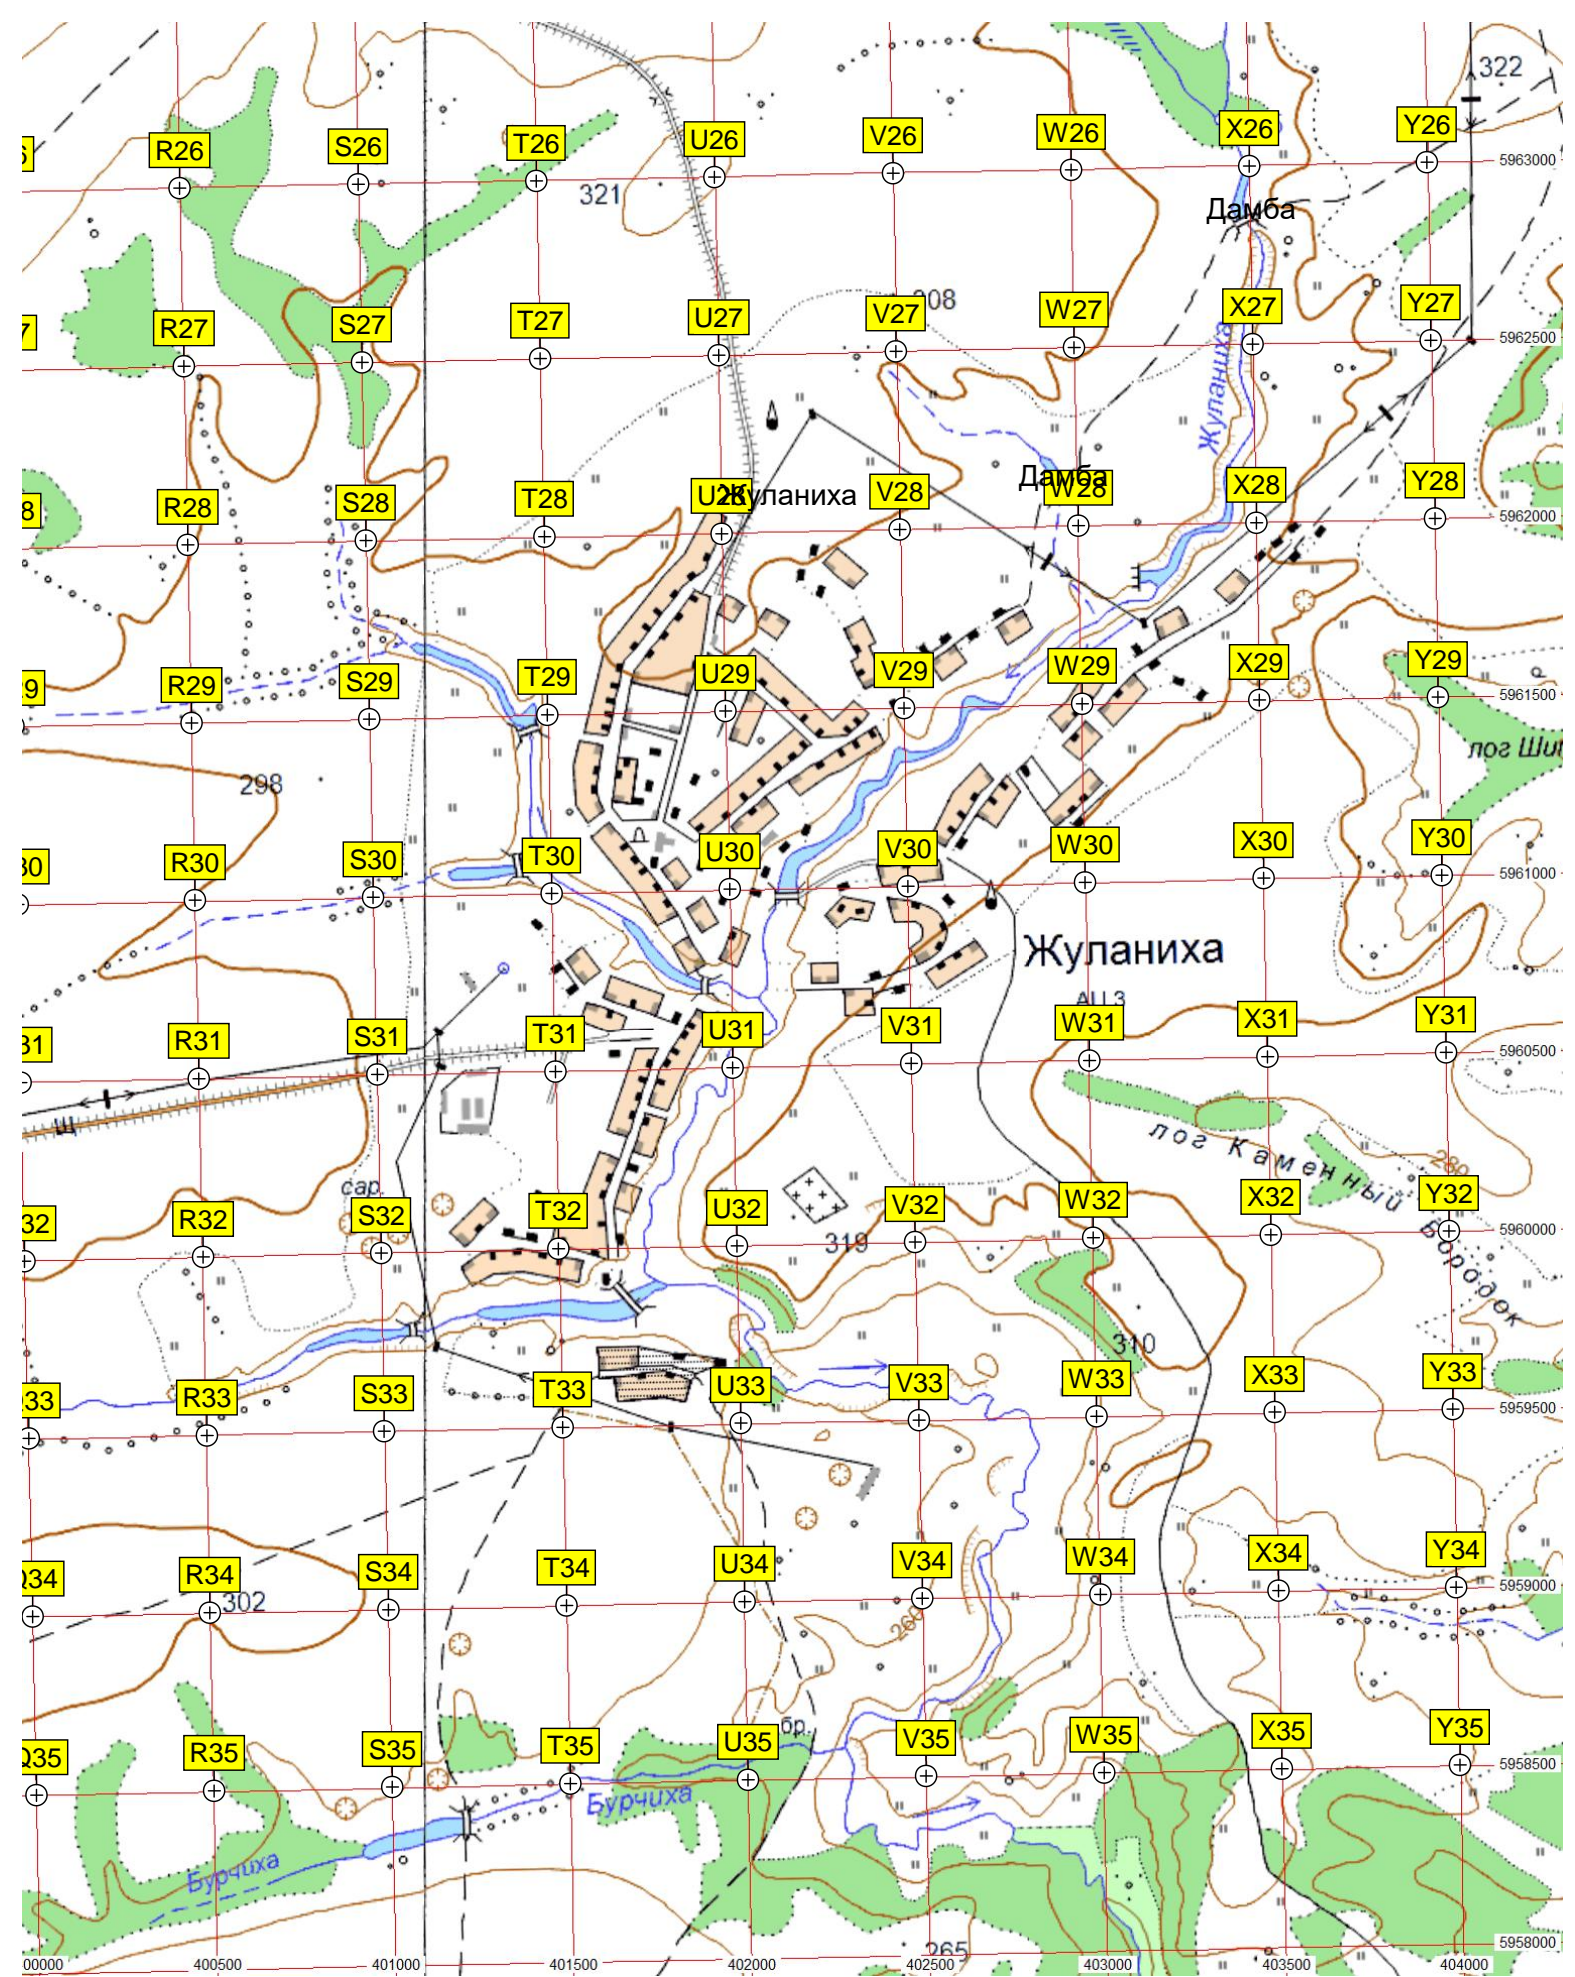 322
R26 S26 T26 U26 V26 W26 X26 Y26
5963000
321
Дамба
308
R27 S27 T27 U27 V27 W27 X27 Y27
5962500
Жуланиха
Дамба
R28 S28 T28 U28 Жуланиха V28 W28 X28 Y28
5962000
R29 S29 T29 U29 V29 W29 X29 Y29
5961500
лог Ши
298
R30 S30 T30 U30 V30 W30 X30 Y30
5961000
Жуланиха
R31 S31 T31 U31 V31 W31 X31 Y31
5960500
Щ
лог Каменный Бородок
280
сар.
R32 S32 T32 U32 V32 W32 X32 Y32
5960000
319
310
R33 S33 T33 U33 V33 W33 X33 Y33
5959500
R34 S34 T34 U34 V34 W34 X34 Y34
5959000
302
260
бр.
Q35 R35 S35 T35 U35 V35 W35 X35 Y35
5958500
Бурчиха
Бурчиха
265
5958000
00000 400500 401000 401500 402000 402500 403000 403500 404000